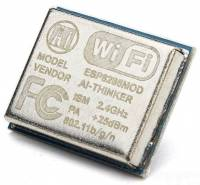 WiFi
MODEL
VENDOR
ESP8266MOD
AI-THINKER
ISM 2.4GHz
PA +25dBm
802.11b/g/n
FC